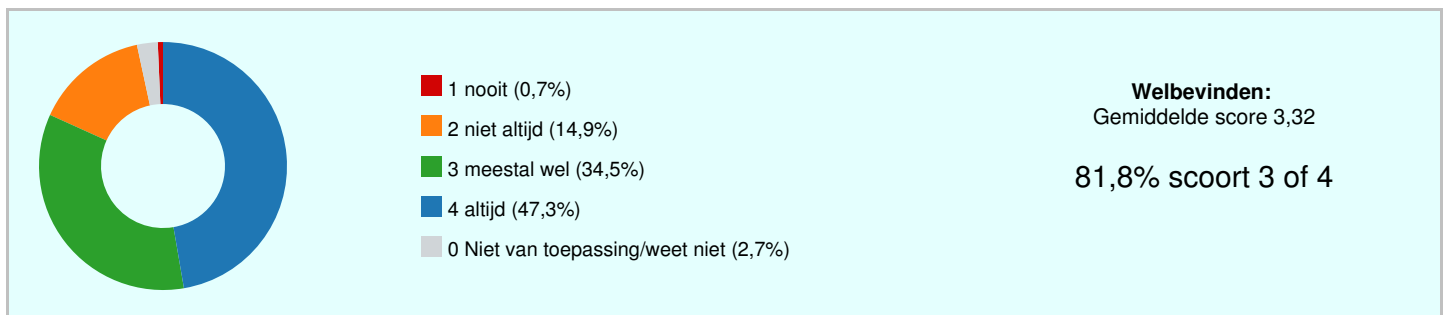 1 nooit (0,7%)
2 niet altijd (14,9%)
3 meestal wel (34,5%)
4 altijd (47,3%)
0 Niet van toepassing/weet niet (2,7%)
Welbevinden:
Gemiddelde score 3,32
81,8% scoort 3 of 4